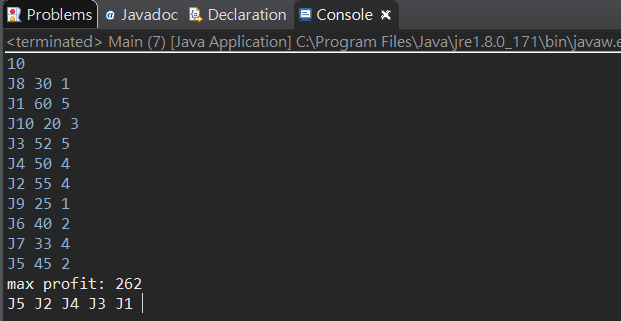 Problems @ Javadoc Declaration Console
<terminated> Main (7) [Java Application] C:\Program Files\Java\jre1.8.0_171\bin\javaw.e
10
J8 30 1
J1 60 5
J10 20 3
J3 52 5
J4 50 4
J2 55 4
J9 25 1
J6 40 2
J7 33 4
J5 45 2
max profit: 262
J5 J2 J4 J3 J1